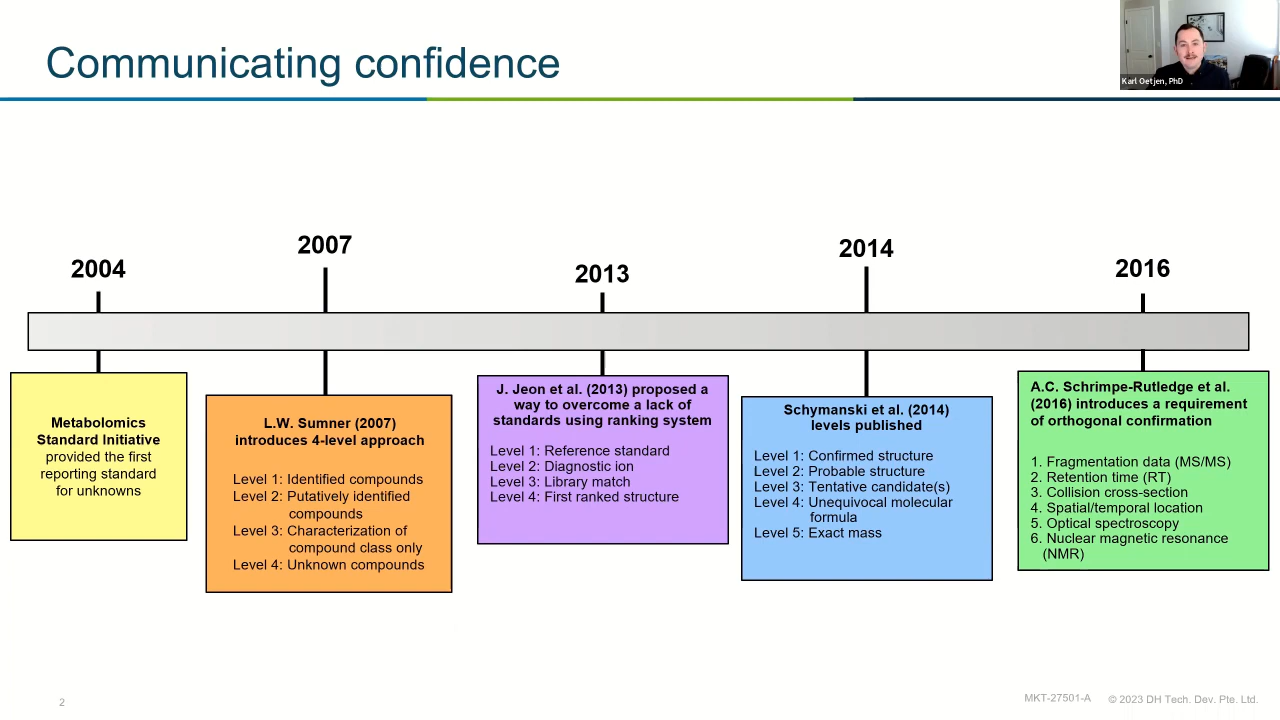 Communicating confidence
Karl Oetjen, PhD
2004
2007
2013
2014
2016
Metabolomics
Standard Initiative
provided the first
reporting standard
for unknowns
L.W. Sumner (2007)
introduces 4-level approach
Level 1: Identified compounds
Level 2: Putatively identified
compounds
Level 3: Characterization of
compound class only
Level 4: Unknown compounds
J. Jeon et al. (2013) proposed a
way to overcome a lack of
standards using ranking system
Level 1: Reference standard
Level 2: Diagnostic ion
Level 3: Library match
Level 4: First ranked structure
Schymanski et al. (2014)
levels published
Level 1: Confirmed structure
Level 2: Probable structure
Level 3: Tentative candidate(s)
Level 4: Unequivocal molecular
formula
Level 5: Exact mass
A.C. Schrimpe-Rutledge et al.
(2016) introduces a requirement
of orthogonal confirmation
1. Fragmentation data (MS/MS)
2. Retention time (RT)
3. Collision cross-section
4. Spatial/temporal location
5. Optical spectroscopy
6. Nuclear magnetic resonance
(NMR)
2
MKT-27501-A
© 2023 DH Tech. Dev. Pte. Ltd.